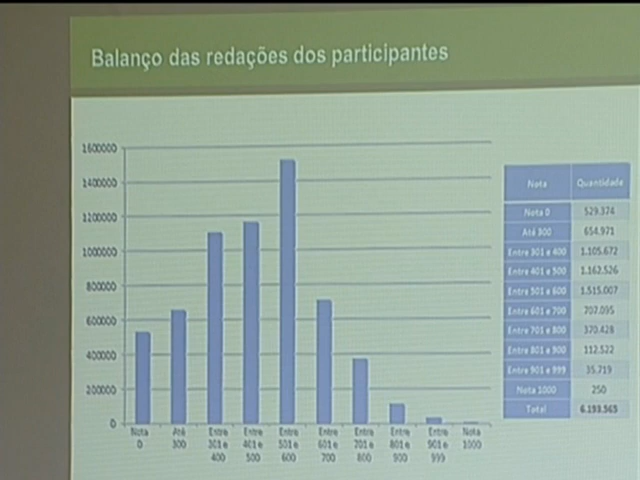 Balanço das redações dos participantes
1600000
1400000
1200000
1000000
800000
600000
400000
200000
0
Nota 0
Até 300
Entre 301 e 400
Entre 401 e 500
Entre 501 e 600
Entre 601 e 700
Entre 701 e 800
Entre 801 e 900
Entre 901 e 999
Nota 1000
Nota Quantidade
Nota 0 529.374
Até 300 654.971
Entre 301 e 400 1.105.672
Entre 401 e 500 1.162.526
Entre 501 e 600 1.515.007
Entre 601 e 700 707.095
Entre 701 e 800 370.428
Entre 801 e 900 112.522
Entre 901 e 999 35.719
Nota 1000 250
Total 6.193.565